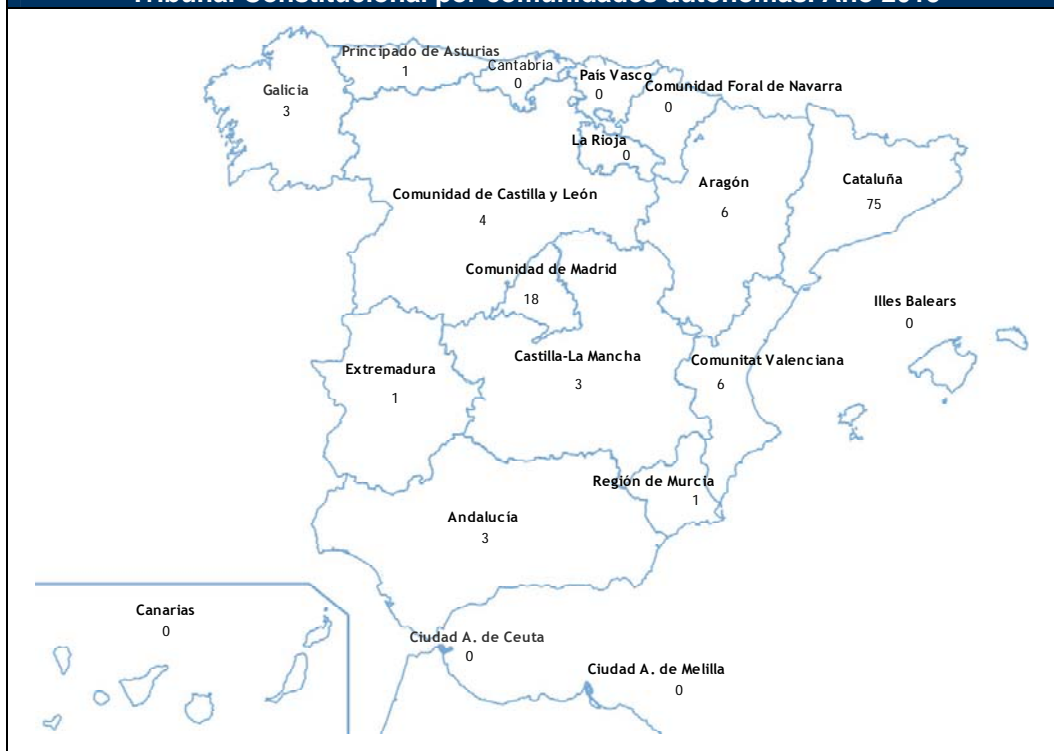 Tribunal Constitucional por comunidades autónomas. Año
Principado de Asturias
1
Cantabria
0
País Vasco
0
Comunidad Foral de Navarra
0
Galicia
3
La Rioja
0
Aragón
6
Cataluña
75
Comunidad de Castilla y León
4
Comunidad de Madrid
18
Illes Balears
0
Castilla-La Mancha
3
Comunitat Valenciana
6
Extremadura
1
Región de Murcia
1
Andalucía
3
Canarias
0
Ciudad A. de Ceuta
0
Ciudad A. de Melilla
0